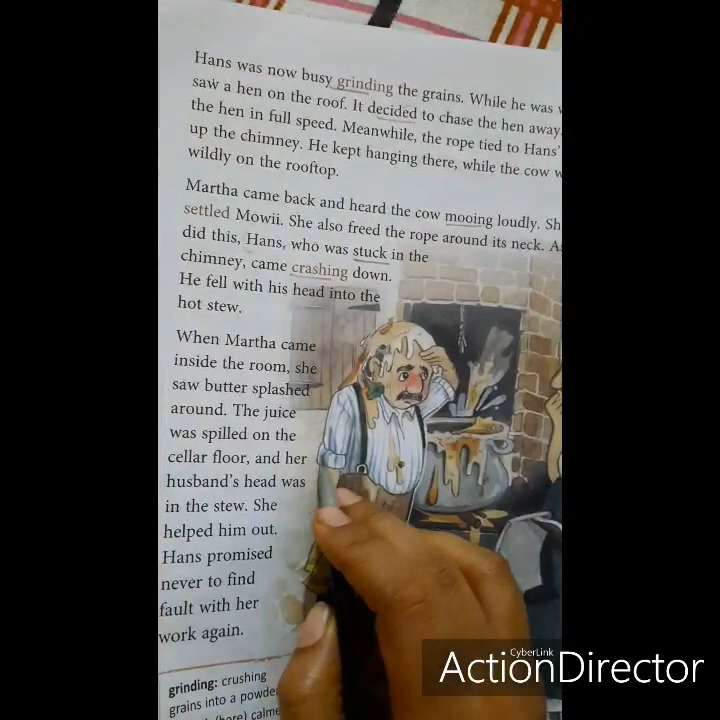 Hans was now busy grinding the grains. While he was
saw a hen on the roof. It decided to chase the hen away
the hen in full speed. Meanwhile, the rope tied to Hans'
up the chimney. He kept hanging there, while the cow
wildly on the rooftop.
Martha came back and heard the cow mooing loudly.
settled Mowii. She also freed the rope around its neck.
did this, Hans, who was stuck in the
chimney, came crashing down.
He fell with his head into the
hot stew.
When Martha came
inside the room, she
saw butter splashed
around. The juice
was spilled on the
cellar floor, and her
husband's head was
in the stew. She
helped him out.
Hans promised
never to find
fault with her
work again.
grinding: crushing
grains into a powder
(here)
CyberLink
ActionDirector